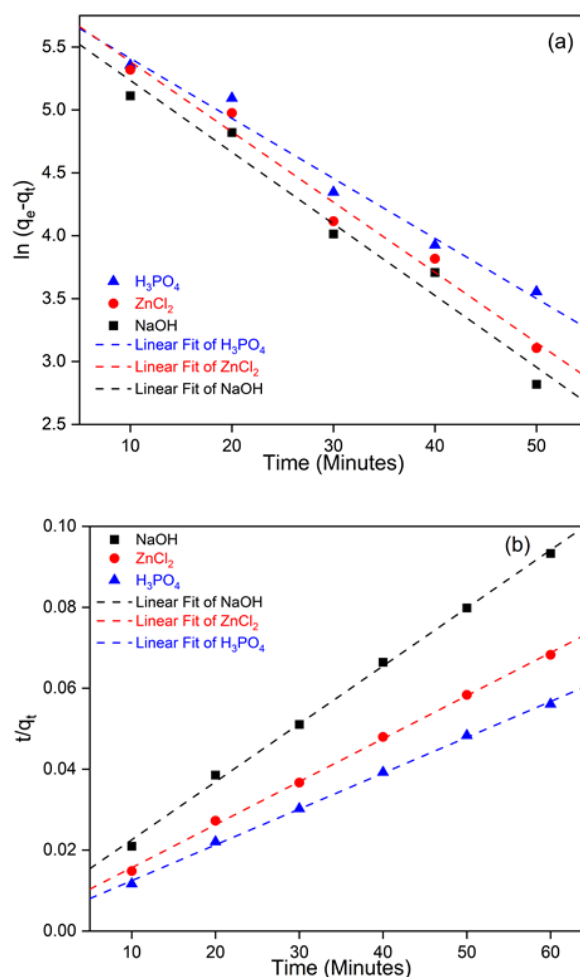 (a)
5.5
5.0
4.5
4.0
3.5
3.0
2.5
ln (qₑ-qₜ)
H₃PO₄
ZnCl₂
NaOH
Linear Fit of H₃PO₄
Linear Fit of ZnCl₂
Linear Fit of NaOH
10 20 30 40 50
Time (Minutes)
(b)
0.10
0.08
0.06
0.04
0.02
0.00
t/qₜ
NaOH
ZnCl₂
H₃PO₄
Linear Fit of NaOH
Linear Fit of ZnCl₂
Linear Fit of H₃PO₄
10 20 30 40 50 60
Time (Minutes)